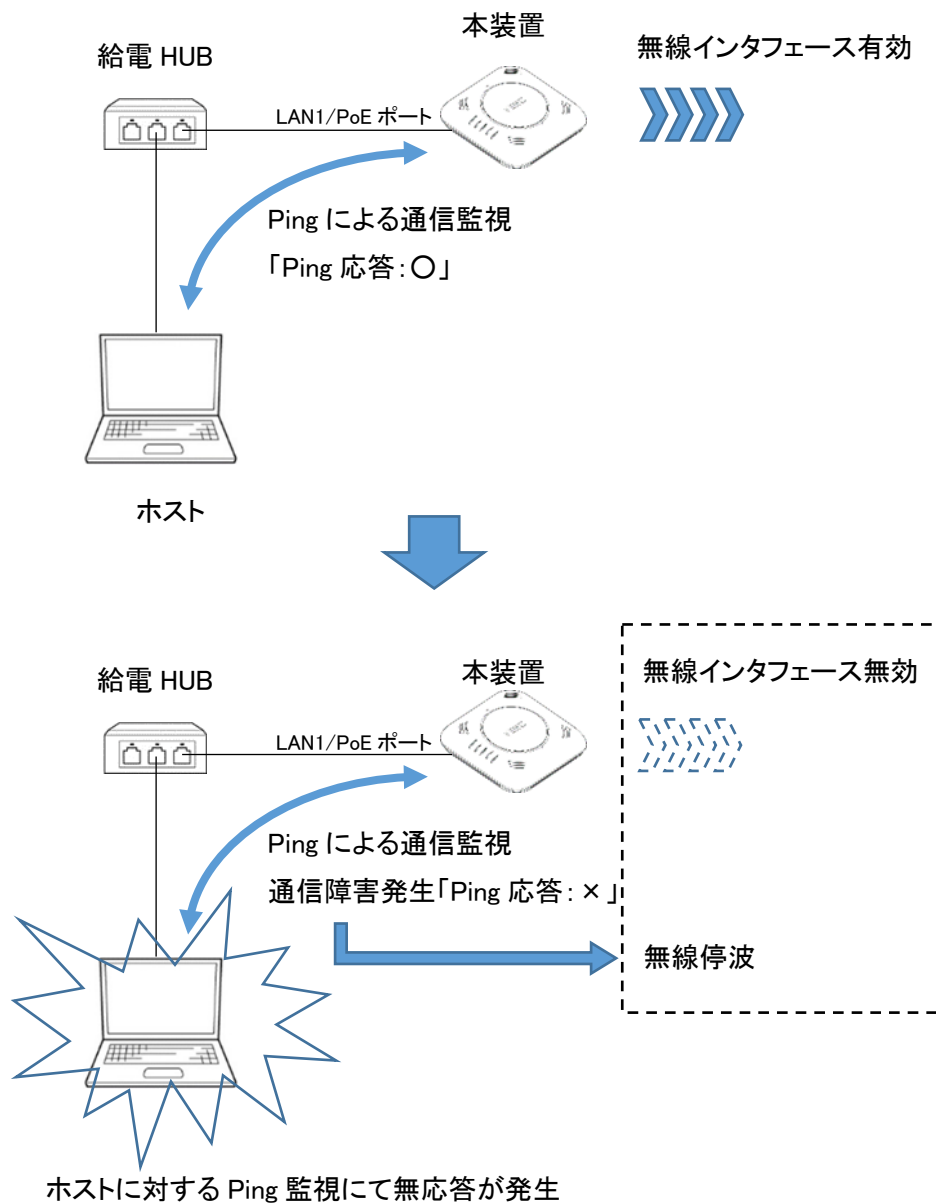 本装置
給電 HUB
無線インタフェース有効
LAN1/PoE ポート
Ping による通信監視
「Ping 応答:〇」
ホスト
本装置
給電 HUB
無線インタフェース無効
LAN1/PoE ポート
Ping による通信監視
通信障害発生「Ping 応答:×」
無線停波
ホストに対する Ping 監視にて無応答が発生